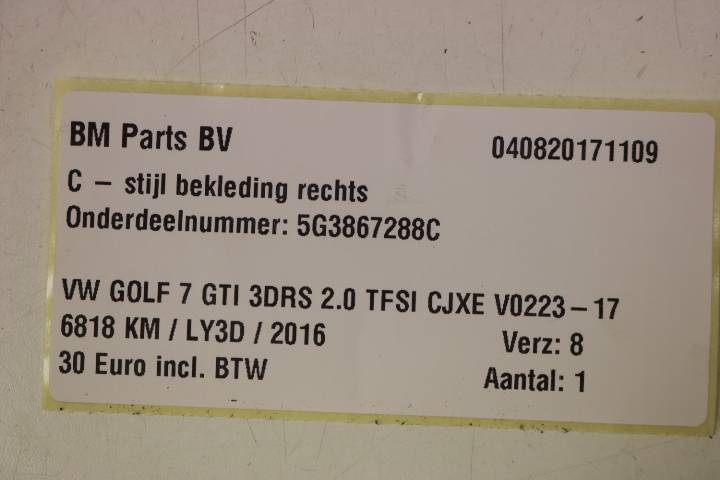 BM Parts BV 040820171109
C – stijl bekleding rechts
Onderdeelnummer: 5G3867288C
VW GOLF 7 GTI 3DRS 2.0 TFSI CJXE V0223–17
6818 KM / LY3D / 2016 Verz: 8
30 Euro incl. BTW Aantal: 1